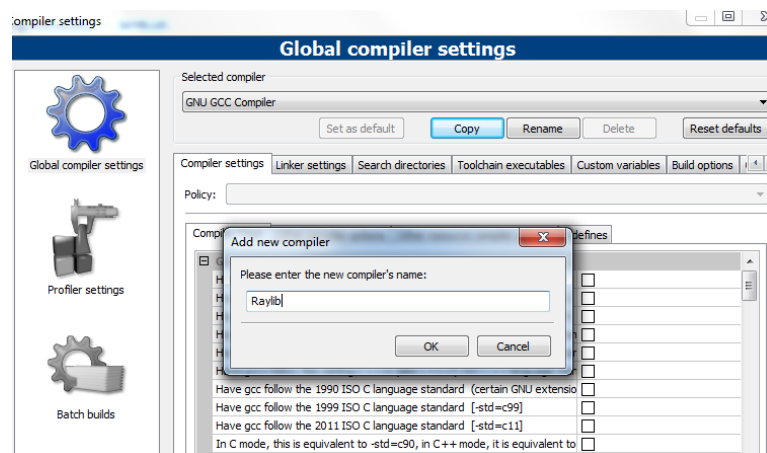 ompiler settings
Global compiler settings
Selected compiler
GNU GCC Compiler
Set as default
Copy
Rename
Delete
Reset defaults
Global compiler settings
Compiler settings
Linker settings
Search directories
Toolchain executables
Custom variables
Build options
Policy:
Profiler settings
Batch builds
Add new compiler
Please enter the new compiler's name:
Raylib
OK
Cancel
efines
Have gcc follow the 1990 ISO C language standard (certain GNU extensio
Have gcc follow the 1999 ISO C language standard [-std=c99]
Have gcc follow the 2011 ISO C language standard [-std=c11]
In C mode, this is equivalent to -std=c90, in C++ mode, it is equivalent to